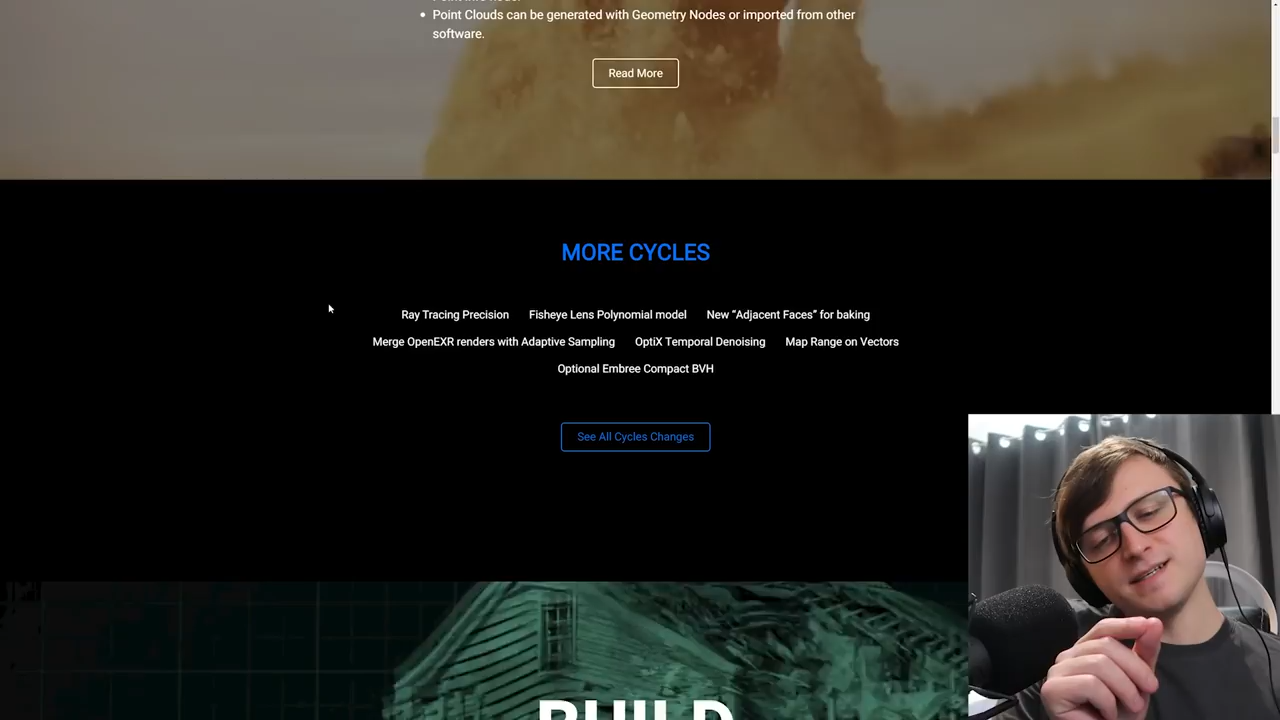 Point Clouds can be generated with Geometry Nodes or imported from other
software.
Read More
MORE CYCLES
Ray Tracing Precision Fisheye Lens Polynomial model New “Adjacent Faces” for baking
Merge OpenEXR renders with Adaptive Sampling OptiX Temporal Denoising Map Range on Vectors
Optional Embree Compact BVH
See All Cycles Changes
BUILD